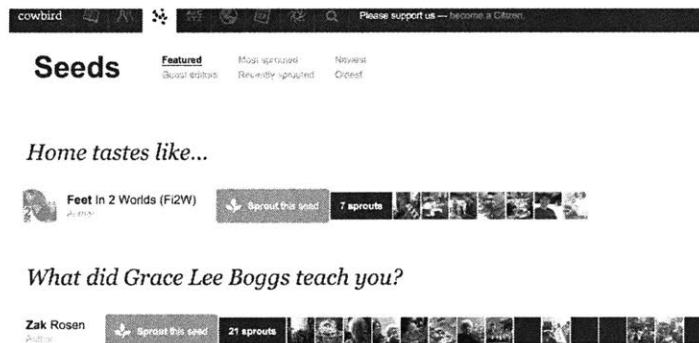 cowbird Please support us — become a Citizen.
Seeds
Featured Most sprouted Newest
Guest editors Recently sprouted Oldest
Home tastes like...
Feet In 2 Worlds (Fi2W) Sprout this seed 7 sprouts
Author
What did Grace Lee Boggs teach you?
Zak Rosen Sprout this seed 21 sprouts
Author